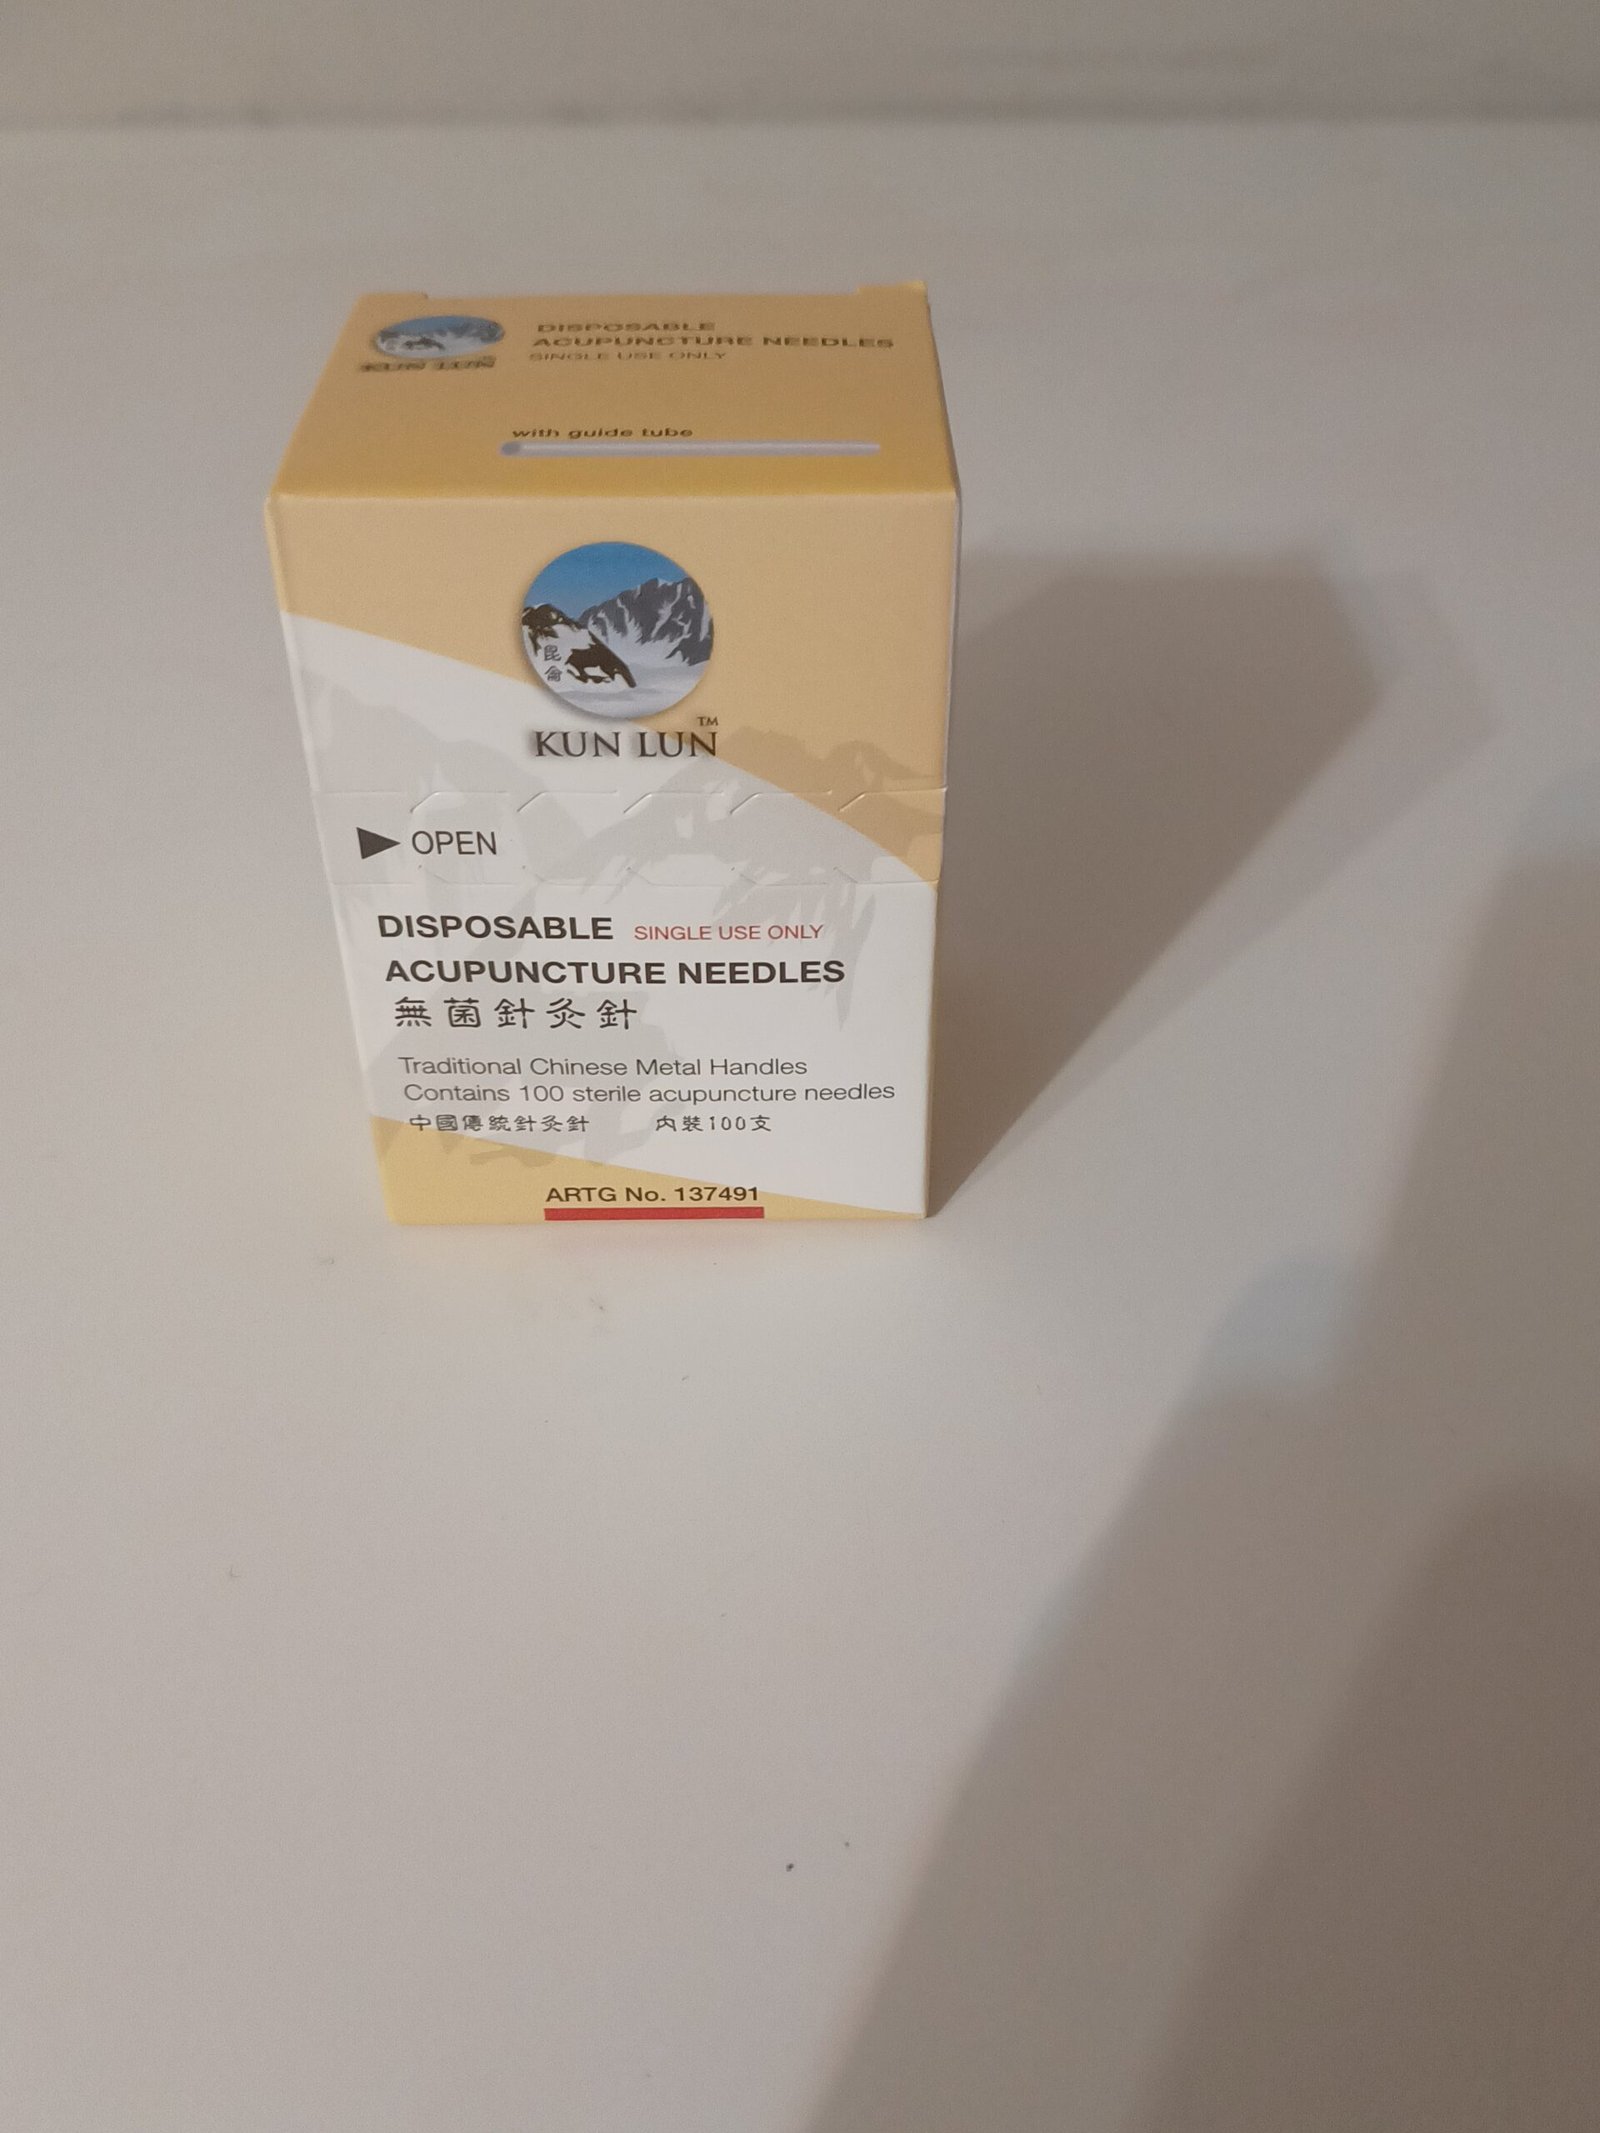 DISPOSABLE
ACUPUNCTURE NEEDLES
SINGLE USE ONLY
KUN LUN
with guide tube
昆
侖
KUN LUN™
OPEN
DISPOSABLE SINGLE USE ONLY
ACUPUNCTURE NEEDLES
無菌針灸針
Traditional Chinese Metal Handles
Contains 100 sterile acupuncture needles
中國傳統針灸針 內裝100支
ARTG No. 137491